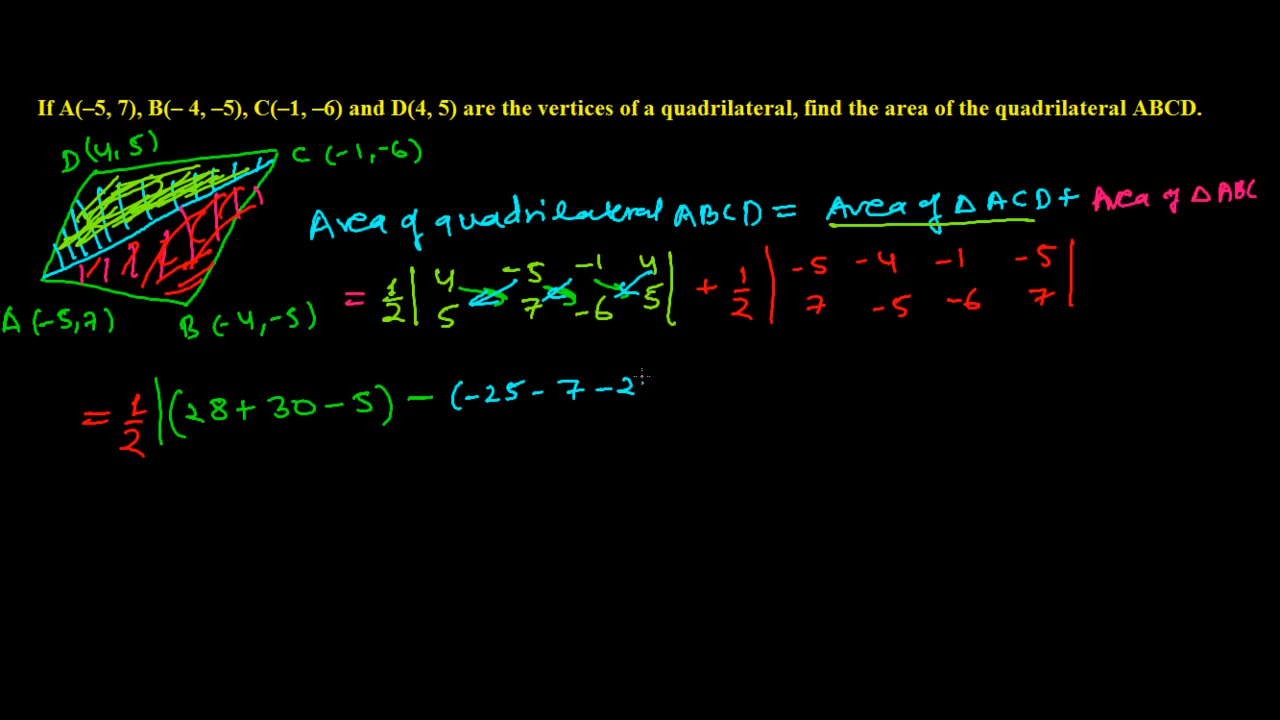 If A(–5, 7), B(– 4, –5), C(–1, –6) and D(4, 5) are the vertices of a quadrilateral, find the area of the quadrilateral ABCD.
D (4, 5)
C (-1, -6)
A (-5, 7)
B (-4, -5)
Area of quadrilateral ABCD = Area of Δ ACD + Area of Δ ABC
= 1/2 | 4 -5 -1 4 | + 1/2 | -5 -4 -1 -5 |
5 7 -6 5 7 -5 -6 7
= 1/2 | (28 + 30 - 5) - (-25 - 7 - 2